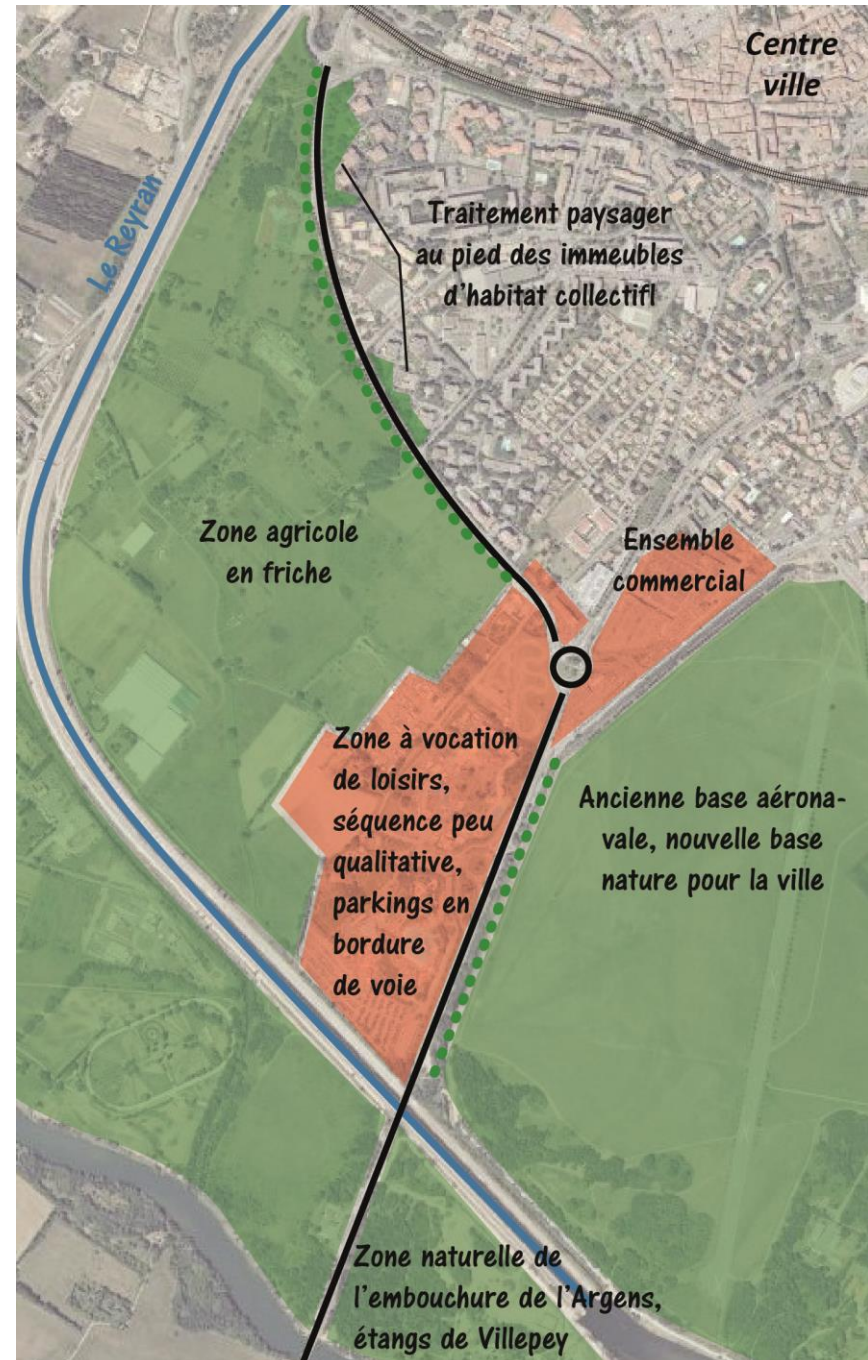 Centre
ville
Le Reyran
Traitement paysager
au pied des immeubles
d'habitat collectifl
Zone agricole
en friche
Ensemble
commercial
Zone à vocation
de loisirs,
séquence peu
qualitative,
parkings en
bordure
de voie
Ancienne base aérona-
vale, nouvelle base
nature pour la ville
Zone naturelle de
l'embouchure de l'Argens,
étangs de Villepey